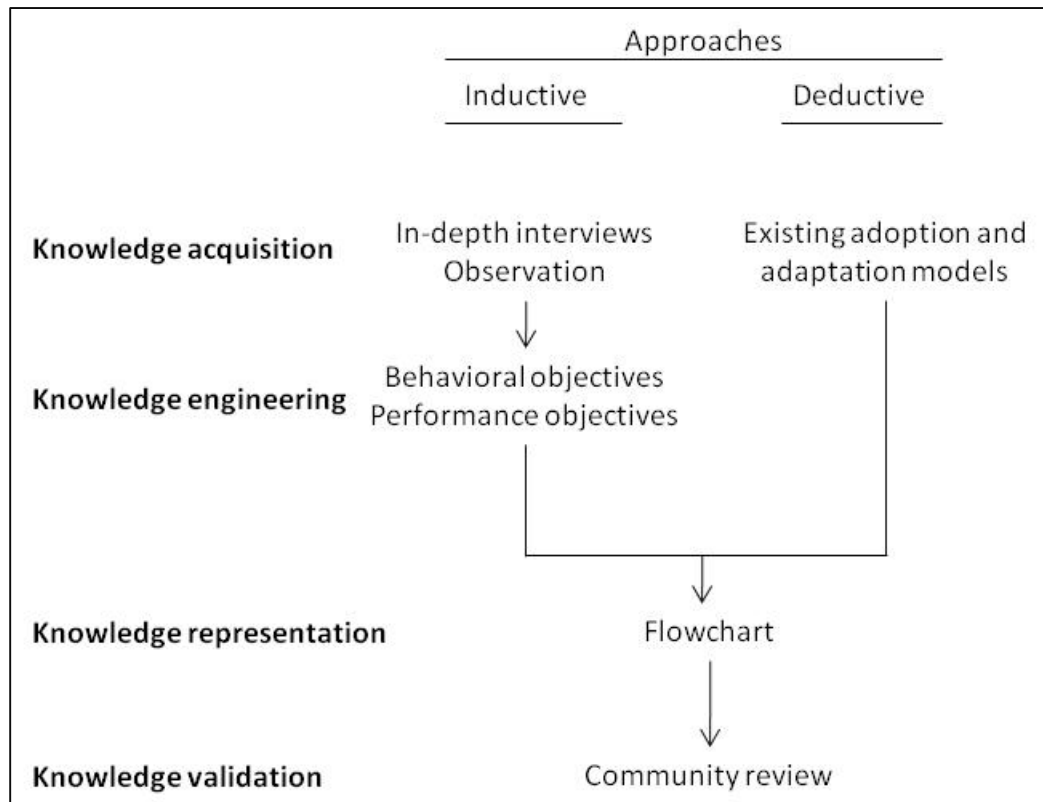 Approaches
Inductive
Deductive
Knowledge acquisition
In-depth interviews
Observation
Existing adoption and
adaptation models
Knowledge engineering
Behavioral objectives
Performance objectives
Knowledge representation
Flowchart
Knowledge validation
Community review